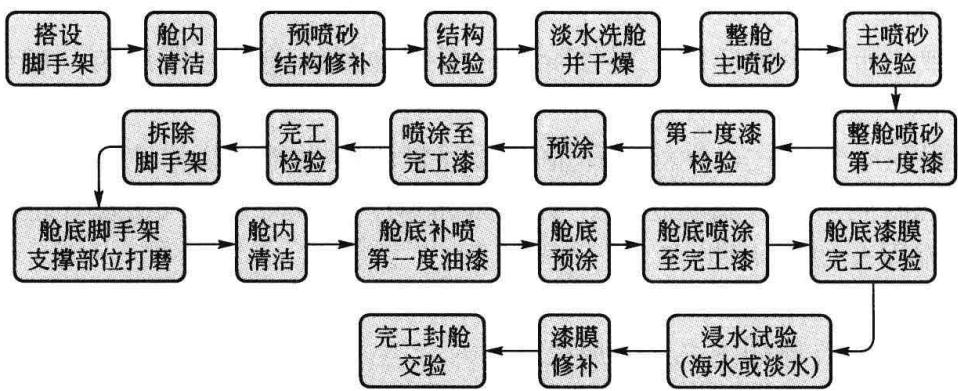 搭设
脚手架
舱内
清洁
预喷砂
结构修补
结构
检验
淡水洗舱
并干燥
整舱
主喷砂
主喷砂
检验
整舱喷砂
第一度漆
第一度漆
检验
预涂
喷涂至
完工漆
完工
检验
拆除
脚手架
舱底脚手架
支撑部位打磨
舱内
清洁
舱底补喷
第一度油漆
舱底
预涂
舱底喷涂
至完工漆
舱底漆膜
完工交验
浸水试验
(海水或淡水)
漆膜
修补
完工封舱
交验